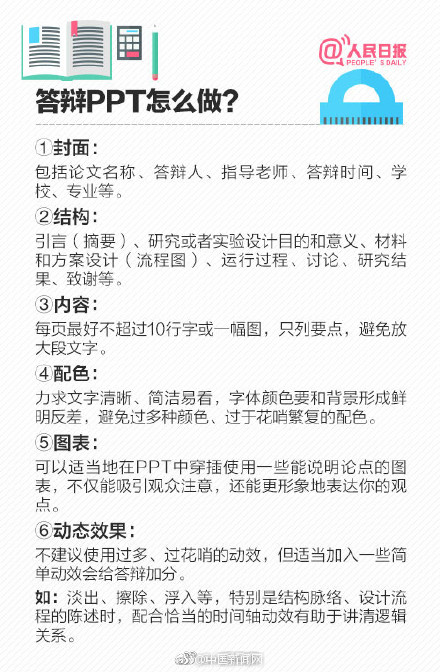 @人民日报
PEOPLE'S DAILY
答辩PPT怎么做?
①封面：
包括论文名称、答辩人、指导老师、答辩时间、学
校、专业等。
②结构：
引言（摘要）、研究或者实验设计目的和意义、材料
和方案设计（流程图）、运行过程、讨论、研究结
果、致谢等。
③内容：
每页最好不超过10行字或一幅图，只列要点，避免放
大段文字。
④配色：
力求文字清晰、简洁易看，字体颜色要和背景形成鲜
明反差，避免过多种颜色、过于花哨繁复的配色。
⑤图表：
可以适当地在PPT中穿插使用一些能说明论点的图
表，不仅能吸引观众注意，还能更形象地表达你的观
点。
⑥动态效果：
不建议使用过多、过花哨的动效，但适当加入一些简
单动效会给答辩加分。
如：淡出、擦除、浮入等，特别是结构脉络、设计流
程的陈述时，配合恰当的时间轴动效有助于讲清逻辑
关系。
@中国新闻网